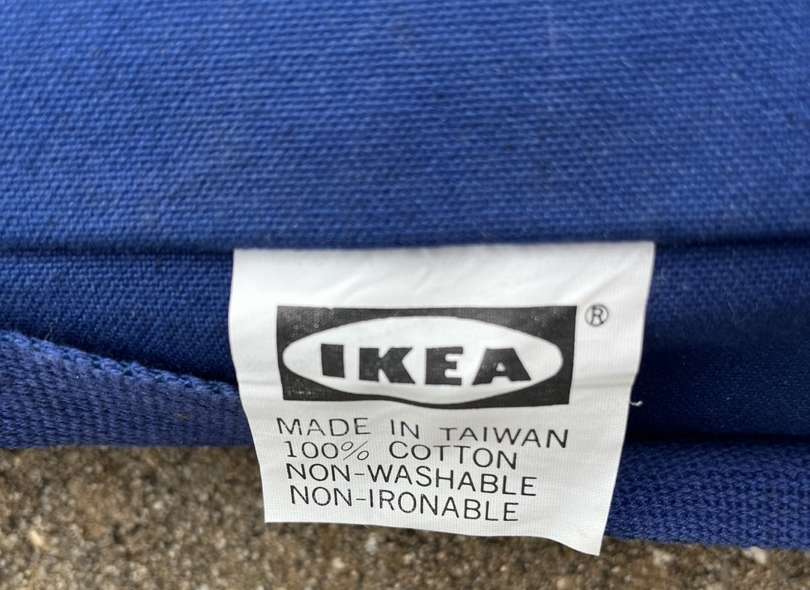 IKEA®
MADE IN TAIWAN
100% COTTON
NON-WASHABLE
NON-IRONABLE